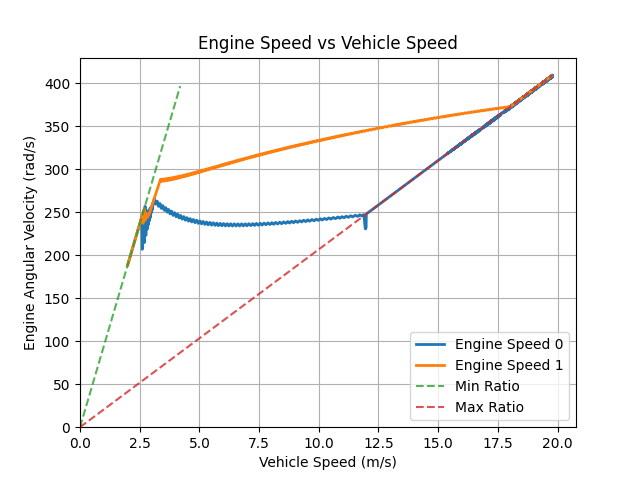 Engine Speed vs Vehicle Speed
Engine Angular Velocity (rad/s)
400
350
300
250
200
150
100
50
0
0.0 2.5 5.0 7.5 10.0 12.5 15.0 17.5 20.0
Vehicle Speed (m/s)
Engine Speed 0
Engine Speed 1
Min Ratio
Max Ratio